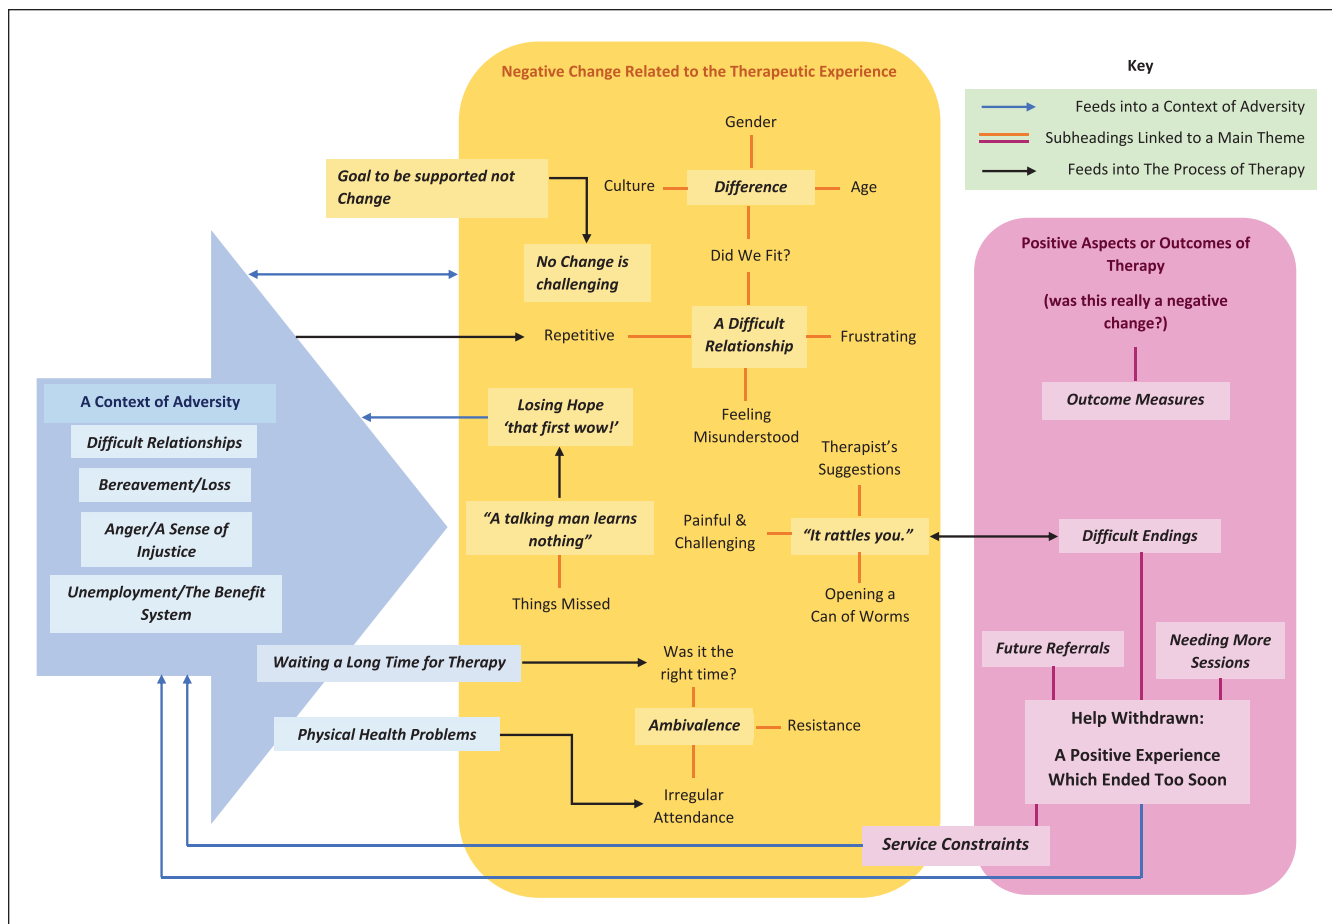 Negative Change Related to the Therapeutic Experience
Key
Feeds into a Context of Adversity
Subheadings Linked to a Main Theme
Feeds into The Process of Therapy
Gender
Goal to be supported not
Change
Culture
Difference
Age
No Change is
challenging
Did We Fit?
Repetitive
A Difficult
Relationship
Frustrating
Feeling
Misunderstood
A Context of Adversity
Difficult Relationships
Bereavement/Loss
Anger/A Sense of
Injustice
Unemployment/The Benefit
System
Losing Hope
‘that first wow!’
“A talking man learns
nothing”
Things Missed
Therapist’s
Suggestions
Painful &
Challenging
“It rattles you.”
Opening a
Can of Worms
Waiting a Long Time for Therapy
Was it the
right time?
Physical Health Problems
Ambivalence
Resistance
Irregular
Attendance
Positive Aspects or Outcomes of
Therapy
(was this really a negative
change?)
Outcome Measures
Difficult Endings
Future Referrals
Needing More
Sessions
Help Withdrawn:
A Positive Experience
Which Ended Too Soon
Service Constraints